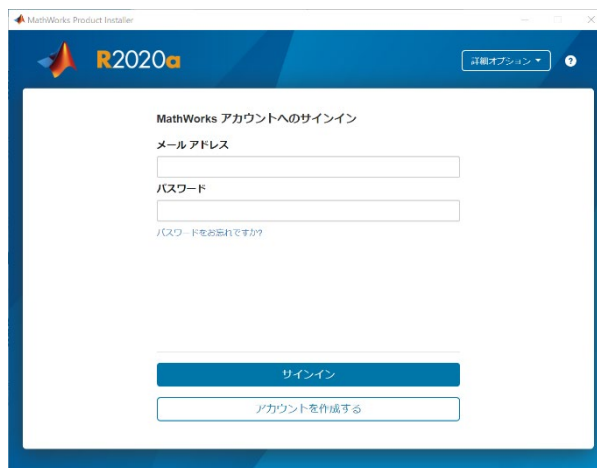 MathWorks Product Installer
R2020a
詳細オプション
?
MathWorks アカウントへのサインイン
メール アドレス
パスワード
パスワードをお忘れですか?
サインイン
アカウントを作成する